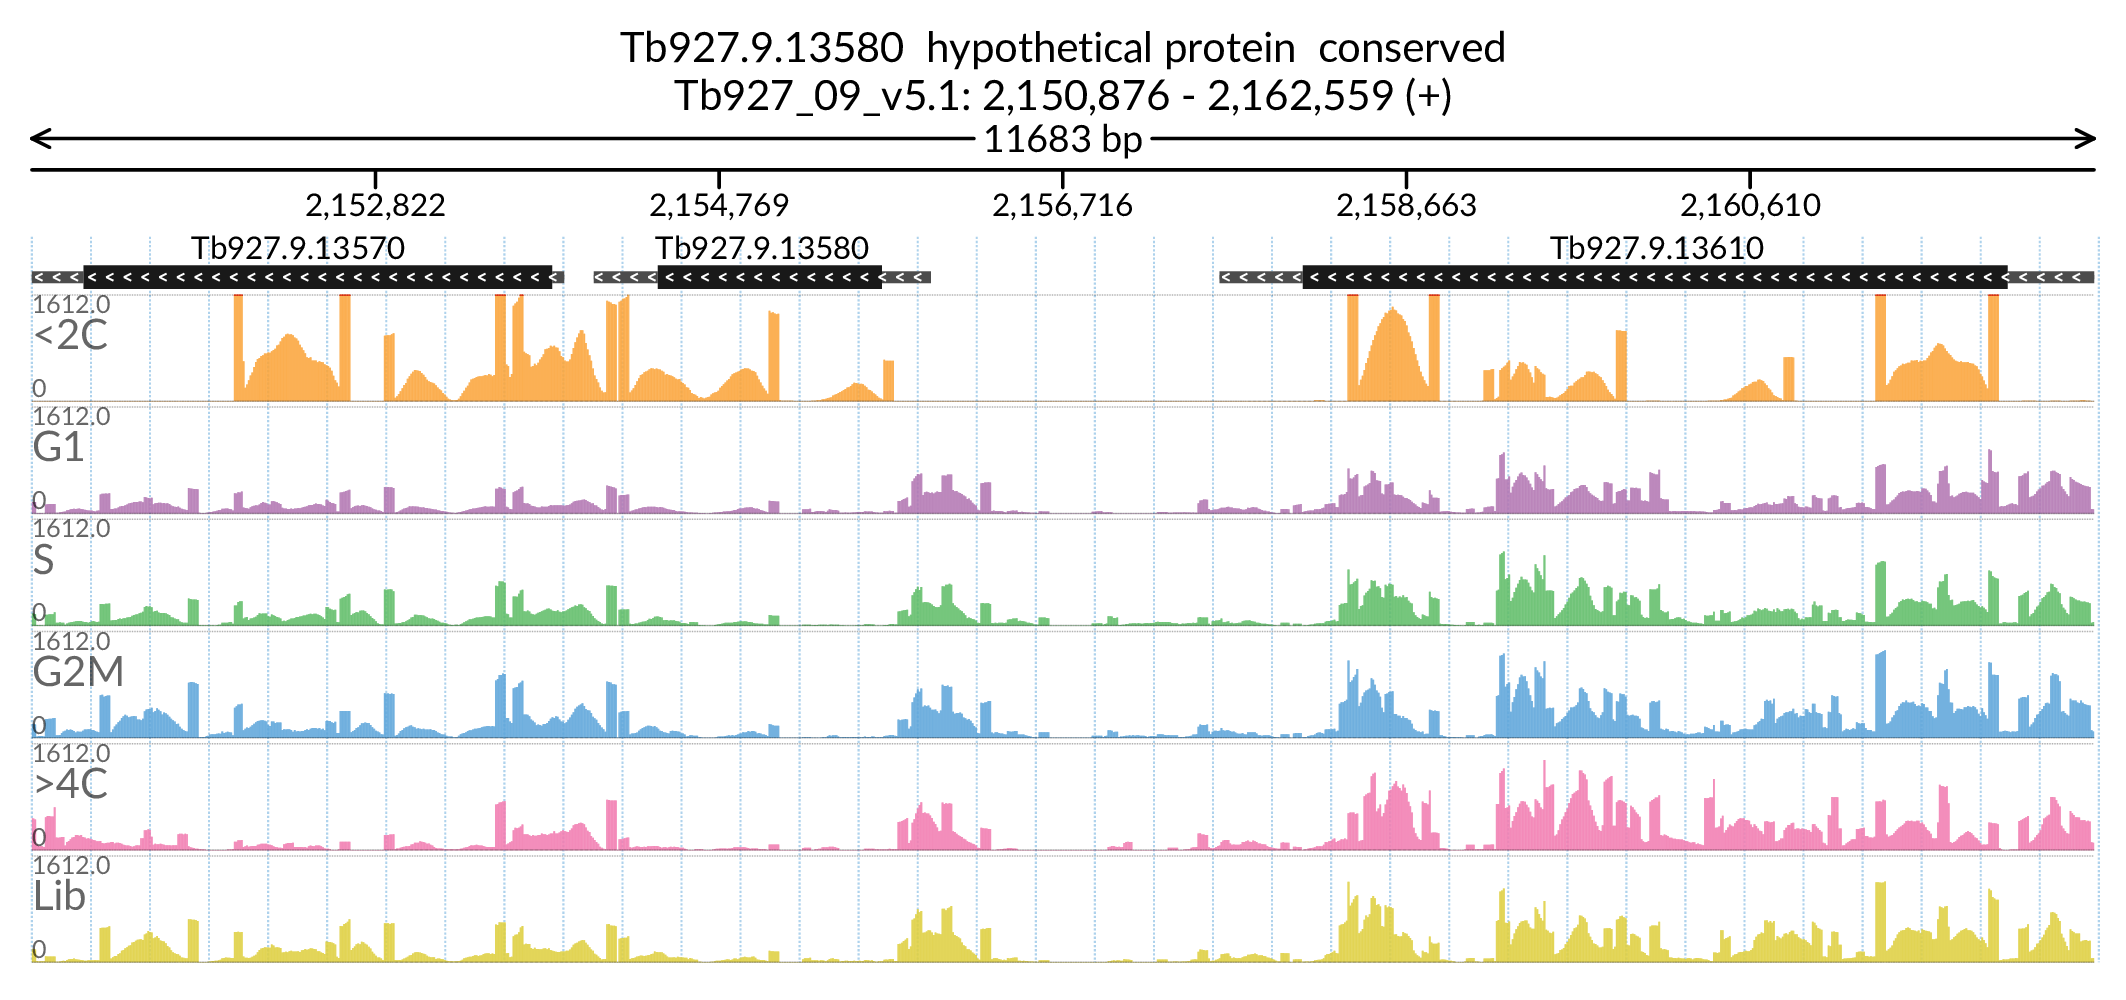 Tb927.9.13580 hypothetical protein conserved
Tb927_09_v5.1: 2,150,876 - 2,162,559 (+)
11683 bp
2,152,822 2,154,769 2,156,716 2,158,663 2,160,610
Tb927.9.13570 Tb927.9.13580 Tb927.9.13610
1612.0
<2C
0
1612.0
G1
0
1612.0
S
0
1612.0
G2M
0
1612.0
>4C
0
1612.0
Lib
0